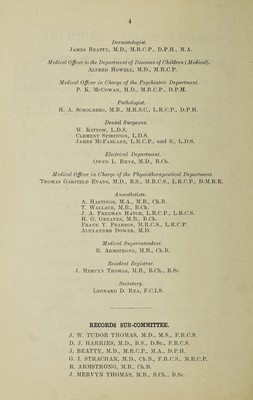 4
Dermatologist.
JAMES BEATTY, M.D., M.R.C.P., D.P.H., M.A.
Medical Officer to the Department of Diseases of Children (Medical).
ALFRED HOWELL, M.D., M.R.C.P.
Medical Officer in Charge of the Psychiatric Department.
P. K. MCCOWAN, M.D., M.R.C.P., D.P.M.
Pathologist.
H. A. SCHOLBERG, M.B., M.R.S.C., L.R.C.P., D.P.H.
Dental Surgeons.
W. KITTOW, L.D.S.
CLEMENT SPIRIDION, L.D.S.
JAMES MCFARLANE, L.R.C.P., and S., L.D.S.
Electrical Department.
OWEN L. RHYS, M.D., B.Ch.
Medical Officer in Charge of the Physiotherapeutical Department.
THOMAS GARFIELD EVANS, M.D., B.S., M.R.C.S., L.R.C.P., D.M.R.E.
Anæsthetists.
A. HASTINGS, M.A., M.B., Ch.B.
T. WALLACE, M.B., B.Ch.
J. A. FREEMAN HATCH, L.R.C.P., L.R.C.S.
H. G. GREAVES, M.B., B.Ch.
FRANK Y. PEARSON, M.R.C.S., L.R.C.P.
ALEXANDER DOWER, M.D.
Medical Superintendent.
R. ARMSTRONG, M.B., Ch.B.
Resident Registrar.
J. MERVYN THOMAS, M.B., B.Ch., B.Sc.
Secretary.
LEONARD D. REA, F.C.I.S.
RECORDS SUB-COMMITTEE.
J. W. TUDOR THOMAS, M.D., M.S., F.R.C.S.
D. J. HARRIES, M.D., B.S., D.Sc., F.R.C.S.
J. BEATTY, M.D., M.R.C.P., M.A., D.P.H.
G. I. STRACHAN, M.D., Ch.B., F.R.C.S., M.R.C.P.
R. ARMSTRONG, M.B., Ch.B.
J. MERVYN THOMAS, M.B., B.Ch., B.Sc.